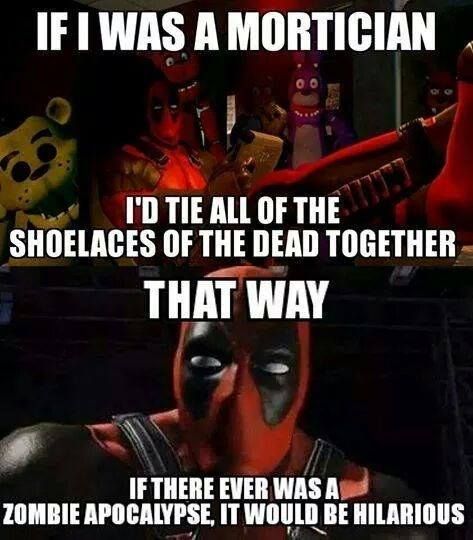 IF I WAS A MORTICIAN
I'D TIE ALL OF THE
SHOELACES OF THE DEAD TOGETHER
THAT WAY
IF THERE EVER WAS A
ZOMBIE APOCALYPSE, IT WOULD BE HILARIOUS